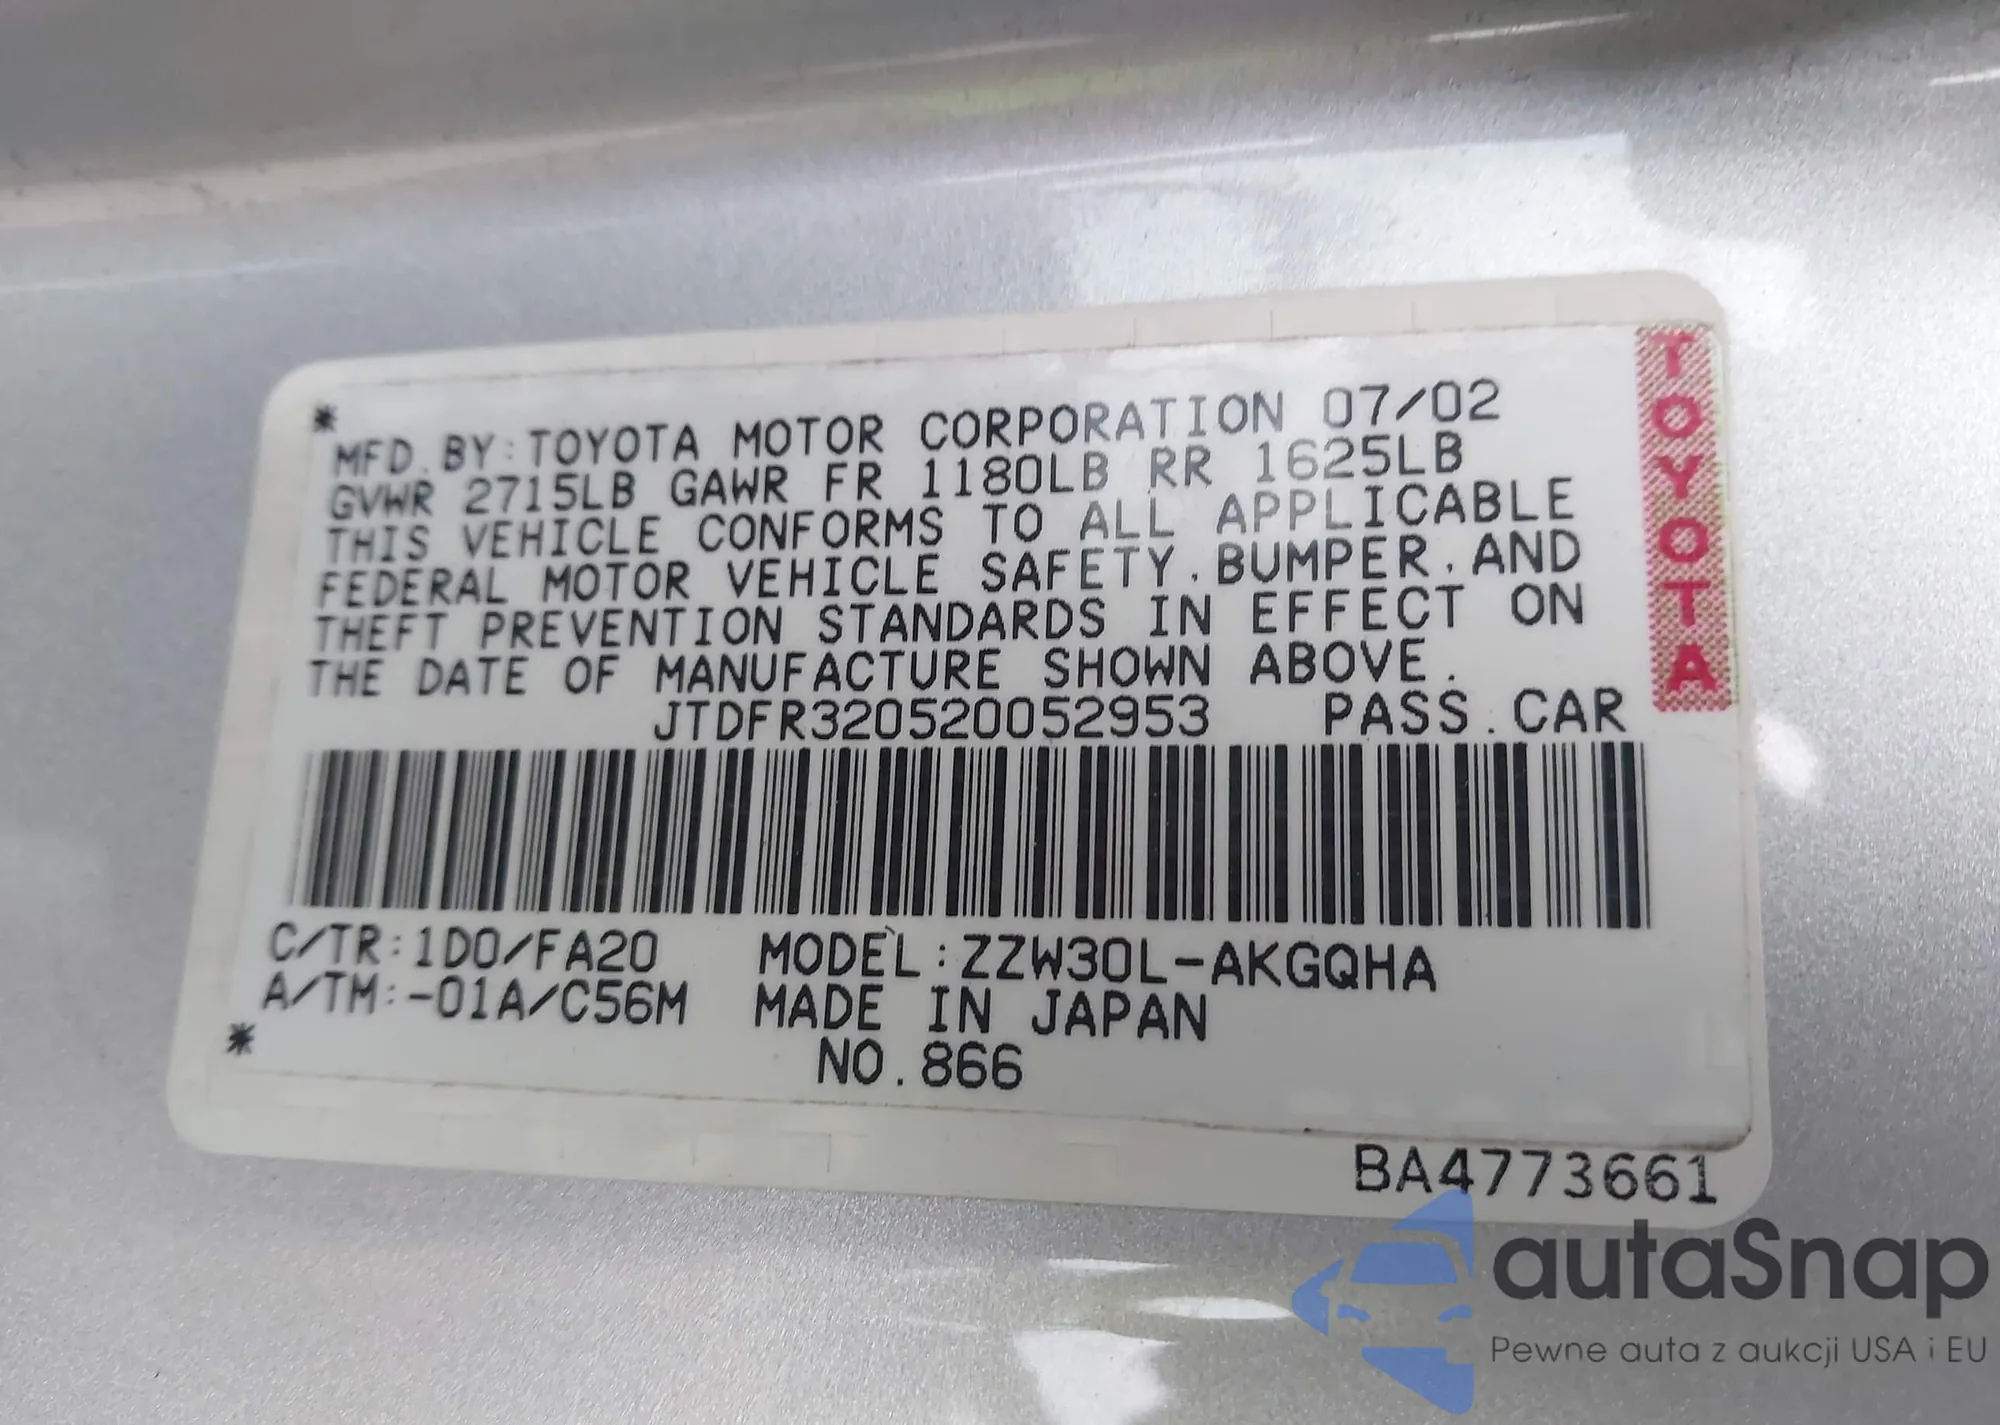 *
MFD. BY: TOYOTA MOTOR CORPORATION 07/02
GVWR 2715LB GAWR FR 1180LB RR 1625LB
THIS VEHICLE CONFORMS TO ALL APPLICABLE
FEDERAL MOTOR VEHICLE SAFETY, BUMPER, AND
THEFT PREVENTION STANDARDS IN EFFECT ON
THE DATE OF MANUFACTURE SHOWN ABOVE.
JTDFR320520052953 PASS. CAR
C/TR: 1D0/FA20 MODEL: ZZW30L-AKGQHA
A/TM: -01A/C56M MADE IN JAPAN
*
NO. 866
TOYOTA
BA4773661
autaSnap
Pewne auta z aukcji USA i EU